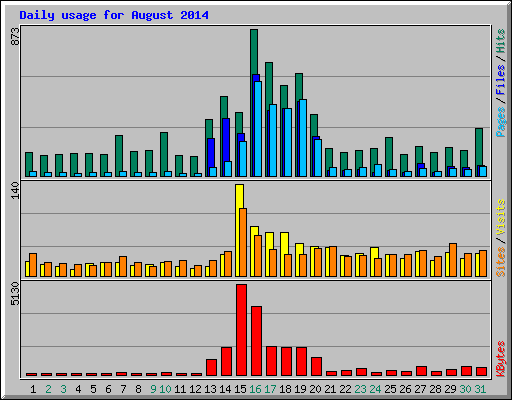 Daily usage for August 2014
873
Pages / Files / Hits
140
Sites / Visits
5130
KBytes
1 2 3 4 5 6 7 8 9 10 11 12 13 14 15 16 17 18 19 20 21 22 23 24 25 26 27 28 29 30 31